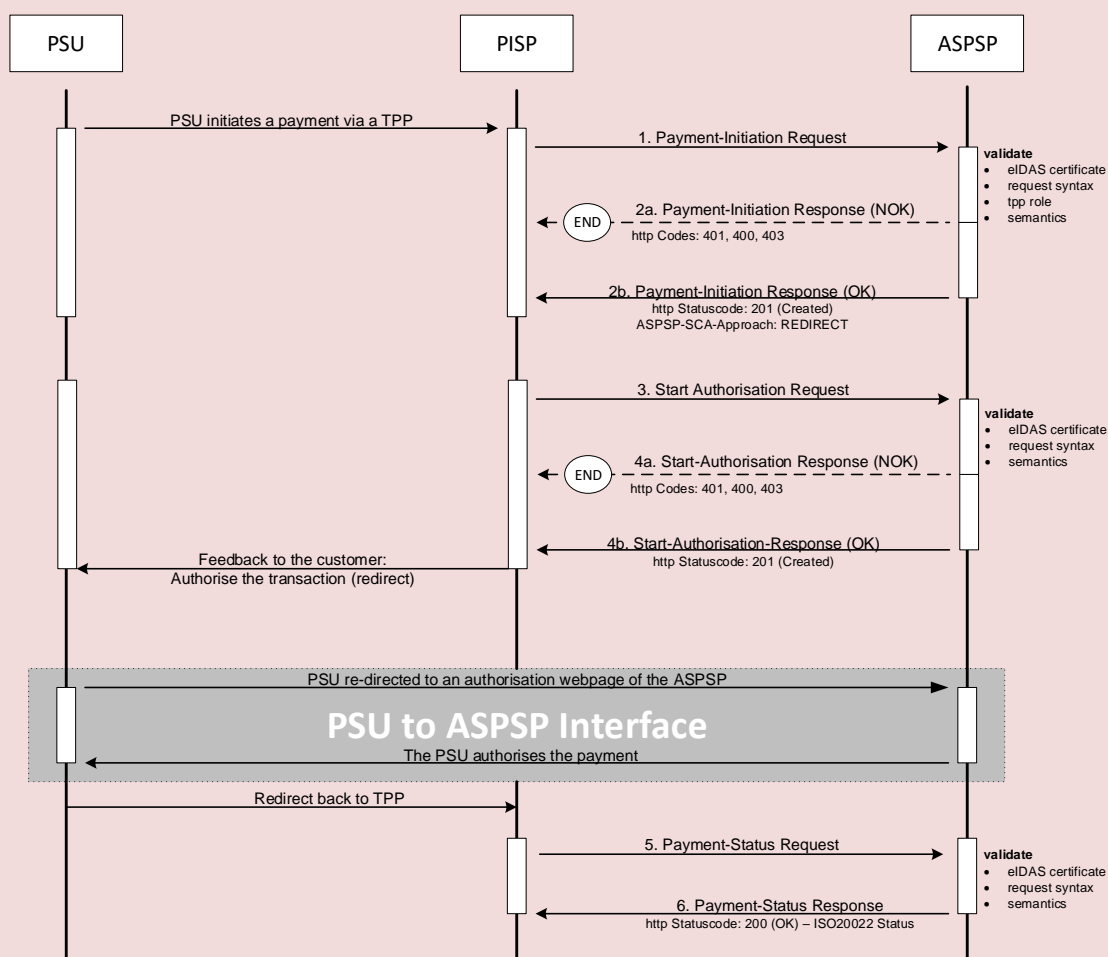 PSU
PISP
ASPSP
PSU initiates a payment via a TPP
1. Payment-Initiation Request
validate
• eIDAS certificate
• request syntax
• tpp role
• semantics
2a. Payment-Initiation Response (NOK)
END
http Codes: 401, 400, 403
2b. Payment-Initiation Response (OK)
http Statuscode: 201 (Created)
ASPSP-SCA-Approach: REDIRECT
3. Start Authorisation Request
validate
• eIDAS certificate
• request syntax
• semantics
4a. Start-Authorisation Response (NOK)
END
http Codes: 401, 400, 403
4b. Start-Authorisation-Response (OK)
http Statuscode: 201 (Created)
Feedback to the customer:
Authorise the transaction (redirect)
PSU re-directed to an authorisation webpage of the ASPSP
PSU to ASPSP Interface
The PSU authorises the payment
Redirect back to TPP
5. Payment-Status Request
validate
• eIDAS certificate
• request syntax
• semantics
6. Payment-Status Response
http Statuscode: 200 (OK) – ISO20022 Status